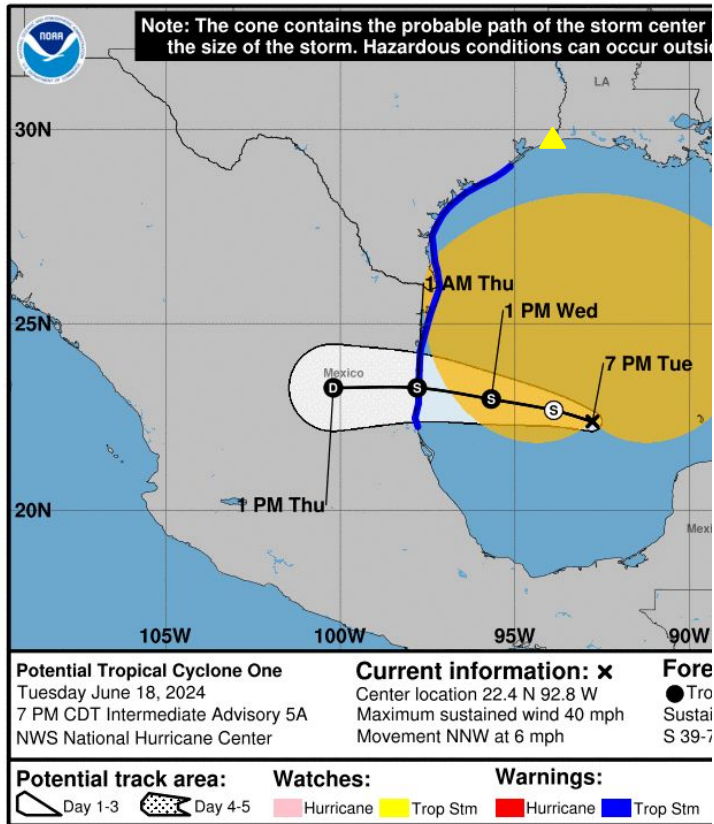 Note: The cone contains the probable path of the storm center
the size of the storm. Hazardous conditions can occur outsid
NOAA
LA
30N
1 AM Thu
25N
1 PM Wed
Mexico
7 PM Tue
D
S
S
S
1 PM Thu
20N
Mexi
105W
100W
95W
90W
Potential Tropical Cyclone One
Tuesday June 18, 2024
7 PM CDT Intermediate Advisory 5A
NWS National Hurricane Center
Current information: ×
Center location 22.4 N 92.8 W
Maximum sustained wind 40 mph
Movement NNW at 6 mph
Fore
Tro
Sustai
S 39-7
Potential track area:
Day 1-3
Day 4-5
Watches:
Hurricane
Trop Stm
Warnings:
Hurricane
Trop Stm